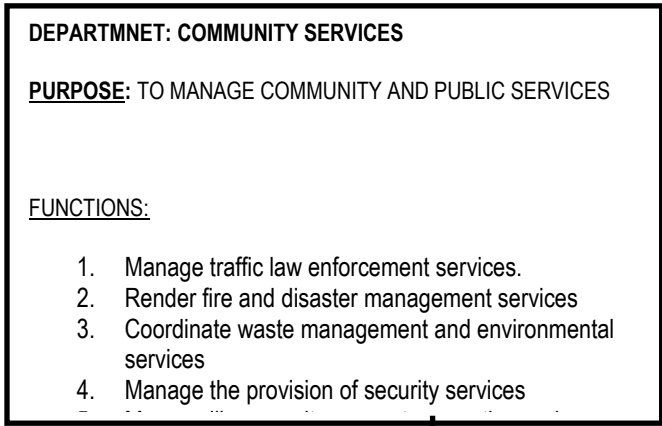 DEPARTMNET: COMMUNITY SERVICES
PURPOSE: TO MANAGE COMMUNITY AND PUBLIC SERVICES
FUNCTIONS:
1. Manage traffic law enforcement services.
2. Render fire and disaster management services
3. Coordinate waste management and environmental
services
4. Manage the provision of security services